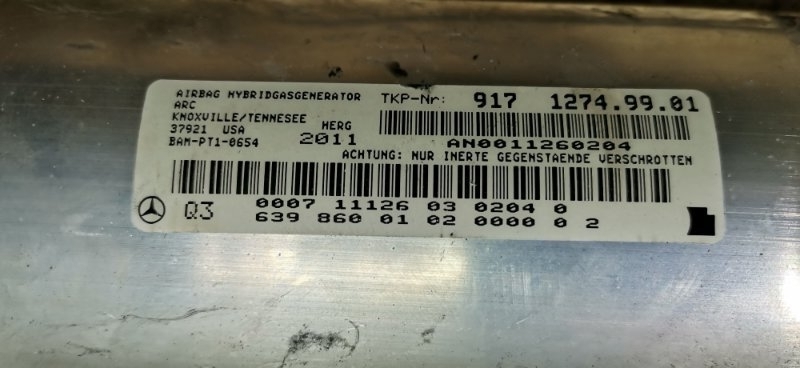 AIRBAG HYBRIDGASGENERATOR
ARC
KNOXVILLE/TENNESEE
37921 USA
BAM-PT1-0654
HERG
2011
TKP-Nr: 917 1274.99.01
AN0011260204
ACHTUNG: NUR INERTE GEGENSTAENDE VERSCHROTTEN
Q3
0007 11126 03 0204 0
639 860 01 02 0000 0 2